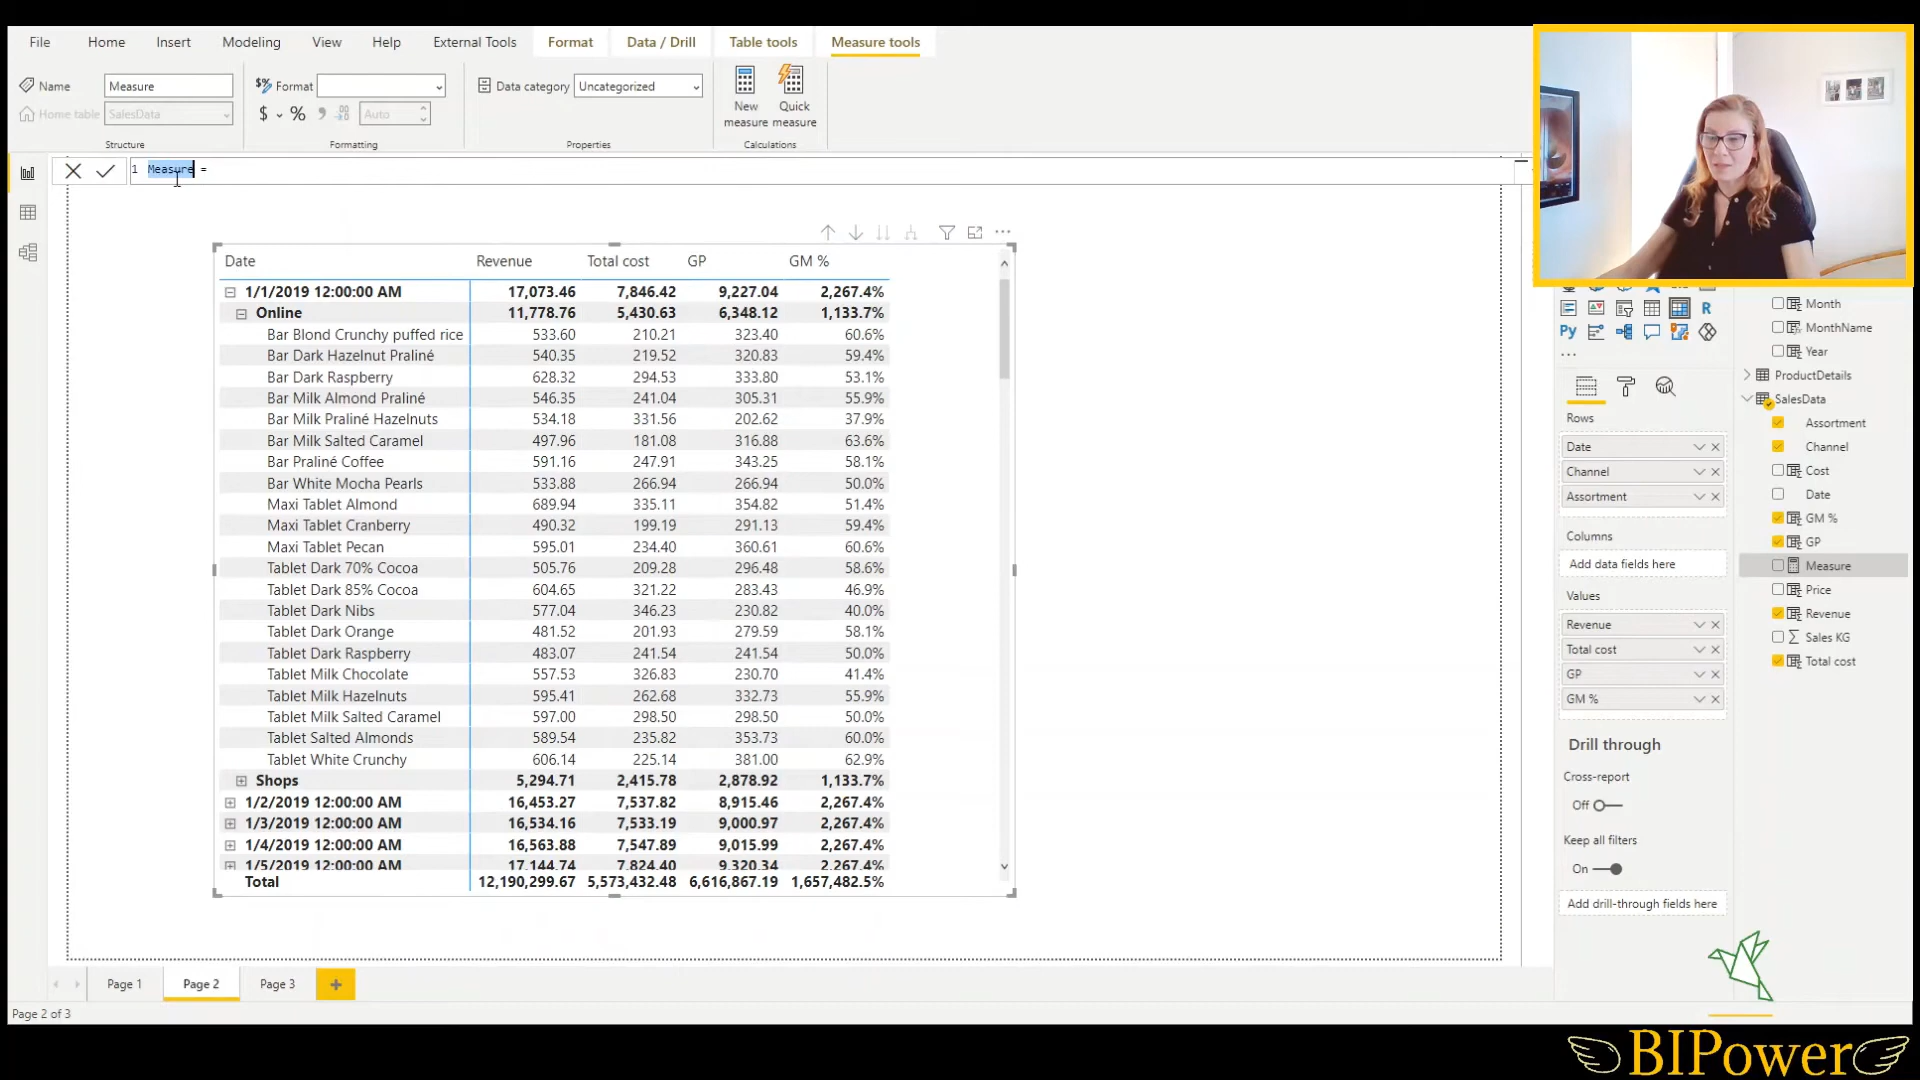 File Home Insert Modeling View Help External Tools Format Data / Drill Table tools Measure tools
Name Measure
Home table SalesData
Structure
Format
$ % Auto
Formatting
Data category Uncategorized
Properties
New measure
Quick measure
Calculations
1 Measure =
Date Revenue Total cost GP GM %
1/1/2019 12:00:00 AM 17,073.46 7,846.42 9,227.04 2,267.4%
Online 11,778.76 5,430.63 6,348.12 1,133.7%
Bar Blond Crunchy puffed rice 533.60 210.21 323.40 60.6%
Bar Dark Hazelnut Praliné 540.35 219.52 320.83 59.4%
Bar Dark Raspberry 628.32 294.53 333.80 53.1%
Bar Milk Almond Praliné 546.35 241.04 305.31 55.9%
Bar Milk Praliné Hazelnuts 534.18 331.56 202.62 37.9%
Bar Milk Salted Caramel 497.96 181.08 316.88 63.6%
Bar Praliné Coffee 591.16 247.91 343.25 58.1%
Bar White Mocha Pearls 533.88 266.94 266.94 50.0%
Maxi Tablet Almond 689.94 335.11 354.82 51.4%
Maxi Tablet Cranberry 490.32 199.19 291.13 59.4%
Maxi Tablet Pecan 595.01 234.40 360.61 60.6%
Tablet Dark 70% Cocoa 505.76 209.28 296.48 58.6%
Tablet Dark 85% Cocoa 604.65 321.22 283.43 46.9%
Tablet Dark Nibs 577.04 346.23 230.82 40.0%
Tablet Dark Orange 481.52 201.93 279.59 58.1%
Tablet Dark Raspberry 483.07 241.54 241.54 50.0%
Tablet Milk Chocolate 557.53 326.83 230.70 41.4%
Tablet Milk Hazelnuts 595.41 262.68 332.73 55.9%
Tablet Milk Salted Caramel 597.00 298.50 298.50 50.0%
Tablet Salted Almonds 589.54 235.82 353.73 60.0%
Tablet White Crunchy 606.14 225.14 381.00 62.9%
Shops 5,294.71 2,415.78 2,878.92 1,133.7%
1/2/2019 12:00:00 AM 16,453.27 7,537.82 8,915.46 2,267.4%
1/3/2019 12:00:00 AM 16,534.16 7,533.19 9,000.97 2,267.4%
1/4/2019 12:00:00 AM 16,563.88 7,547.89 9,015.99 2,267.4%
1/5/2019 12:00:00 AM 17,144.74 7,824.40 9,320.34 2,267.4%
Total 12,190,299.67 5,573,432.48 6,616,867.19 1,657,482.5%
R
Py
...
Rows
Date
Channel
Assortment
Columns
Add data fields here
Values
Revenue
Total cost
GP
GM %
Drill through
Cross-report
Off
Keep all filters
On
Add drill-through fields here
Month
MonthName
Year
ProductDetails
SalesData
Assortment
Channel
Cost
Date
GM %
GP
Measure
Price
Revenue
Sales KG
Total cost
Page 1 Page 2 Page 3 +
Page 2 of 3
BIPower